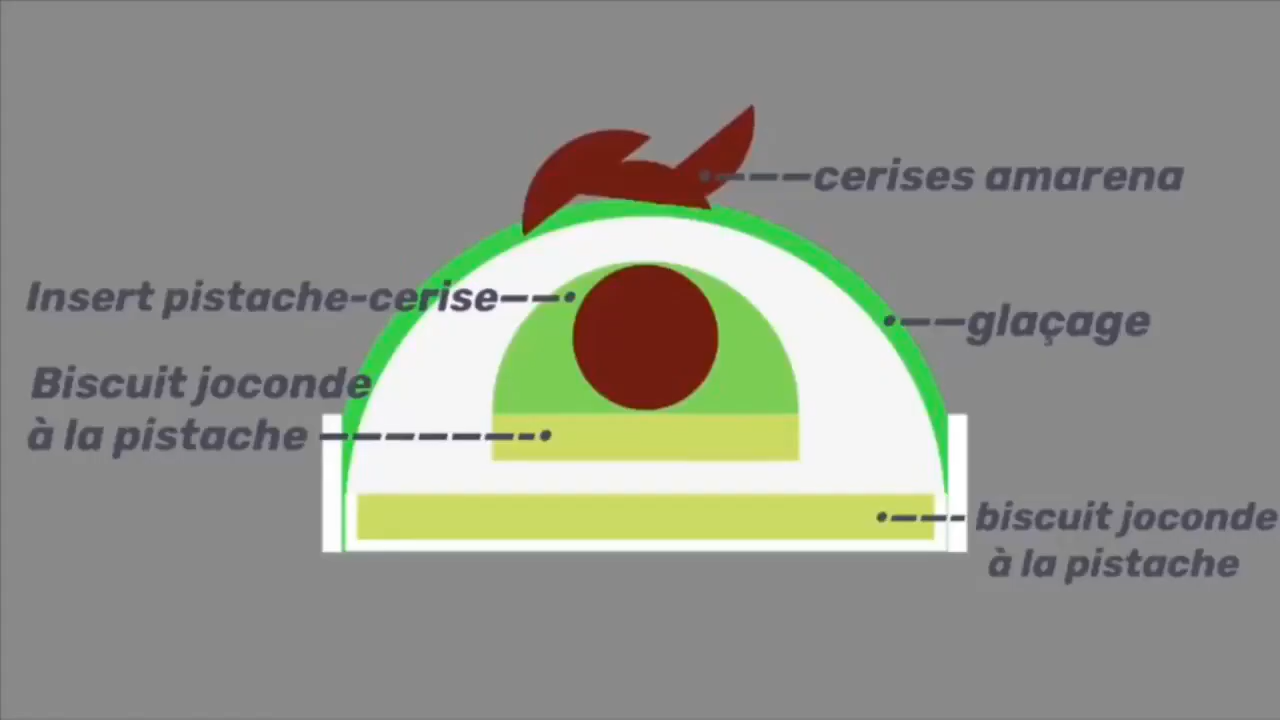 cerises amarena
Insert pistache-cerise
glaçage
Biscuit joconde
à la pistache
biscuit joconde
à la pistache